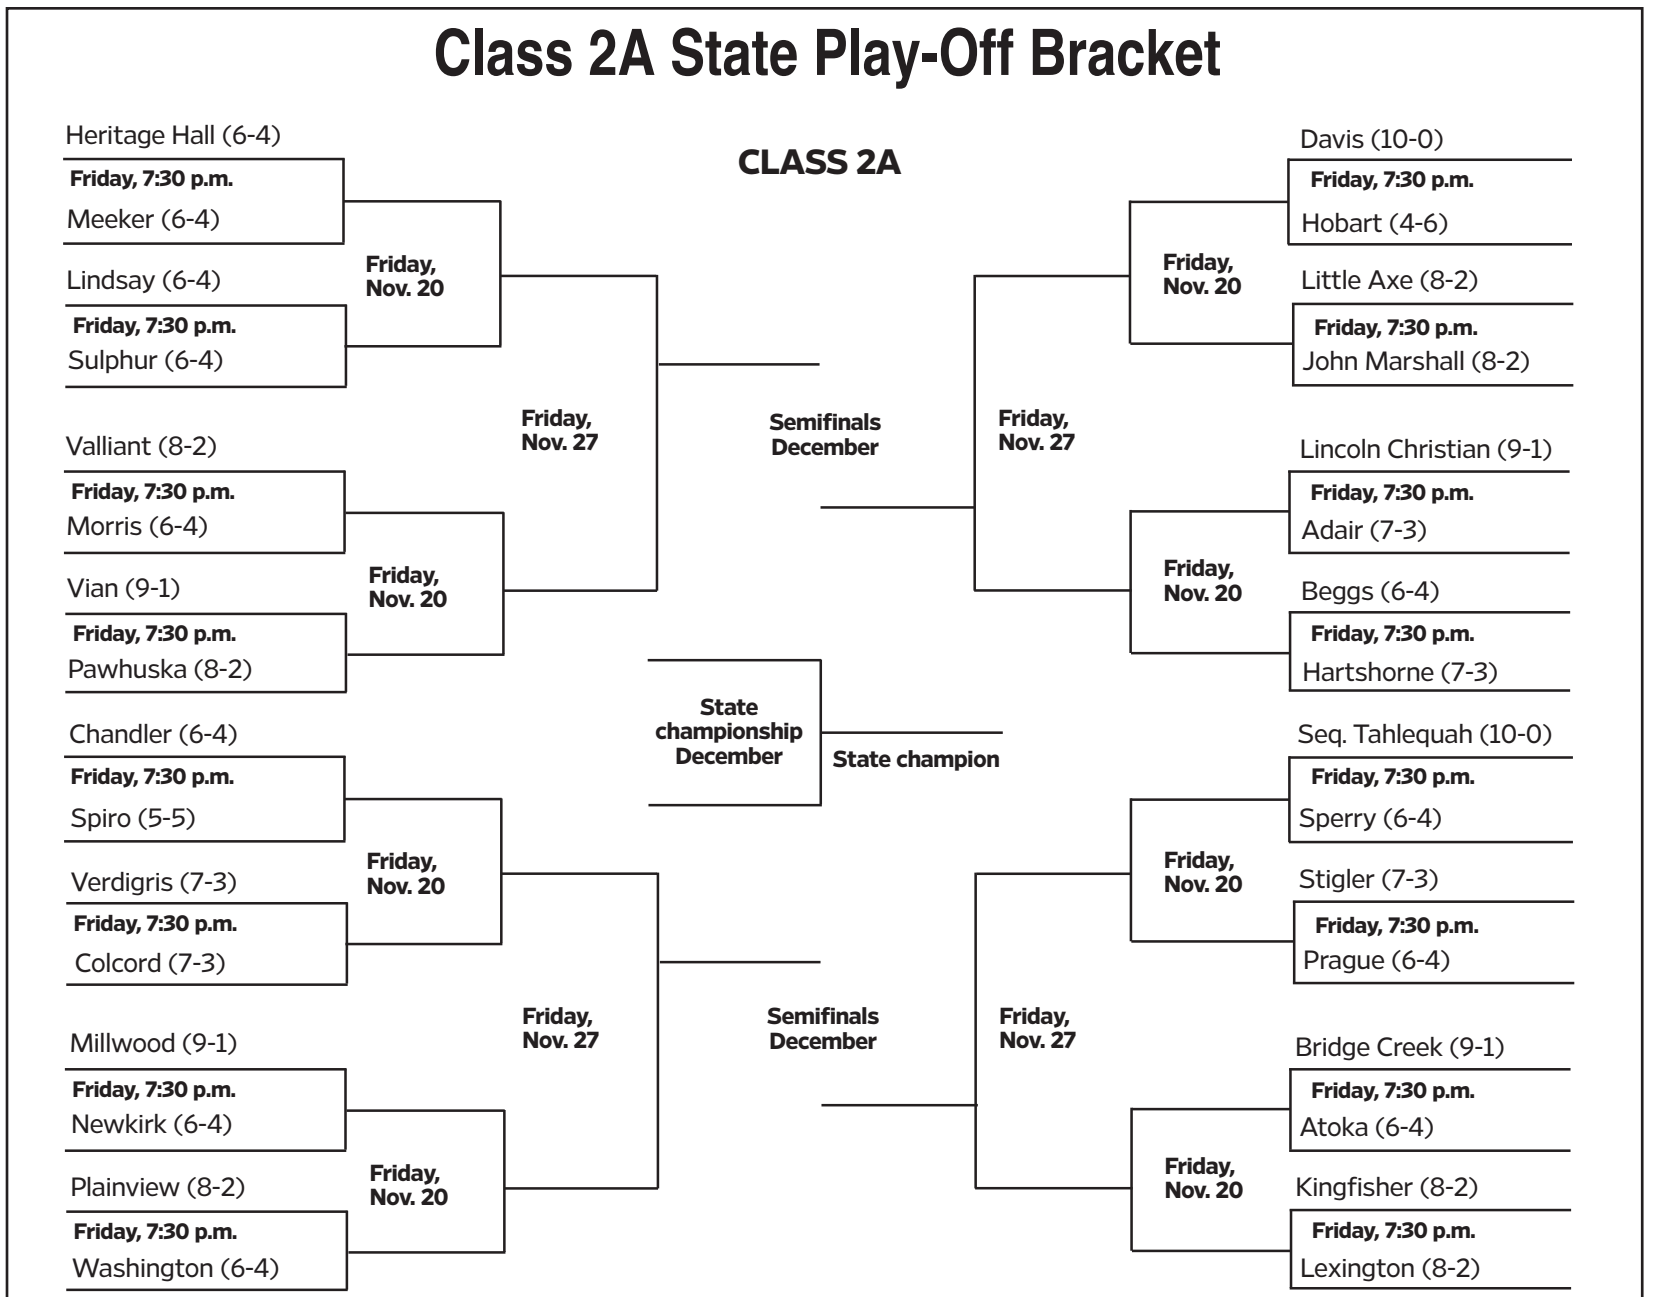 Class 2A State Play-Off Bracket
CLASS 2A
Heritage Hall (6-4)
Friday, 7:30 p.m.
Meeker (6-4)
Friday,
Nov. 20
Lindsay (6-4)
Friday, 7:30 p.m.
Sulphur (6-4)
Friday,
Nov. 27
Valliant (8-2)
Friday, 7:30 p.m.
Morris (6-4)
Friday,
Nov. 20
Vian (9-1)
Friday, 7:30 p.m.
Pawhuska (8-2)
Chandler (6-4)
Friday, 7:30 p.m.
Spiro (5-5)
Friday,
Nov. 20
Verdigris (7-3)
Friday, 7:30 p.m.
Colcord (7-3)
Friday,
Nov. 27
Millwood (9-1)
Friday, 7:30 p.m.
Newkirk (6-4)
Friday,
Nov. 20
Plainview (8-2)
Friday, 7:30 p.m.
Washington (6-4)
Semifinals
December
State
championship
December
State champion
Semifinals
December
Davis (10-0)
Friday, 7:30 p.m.
Hobart (4-6)
Friday,
Nov. 20
Little Axe (8-2)
Friday, 7:30 p.m.
John Marshall (8-2)
Friday,
Nov. 27
Lincoln Christian (9-1)
Friday, 7:30 p.m.
Adair (7-3)
Friday,
Nov. 20
Beggs (6-4)
Friday, 7:30 p.m.
Hartshorne (7-3)
Seq. Tahlequah (10-0)
Friday, 7:30 p.m.
Sperry (6-4)
Friday,
Nov. 20
Stigler (7-3)
Friday, 7:30 p.m.
Prague (6-4)
Friday,
Nov. 27
Bridge Creek (9-1)
Friday, 7:30 p.m.
Atoka (6-4)
Friday,
Nov. 20
Kingfisher (8-2)
Friday, 7:30 p.m.
Lexington (8-2)